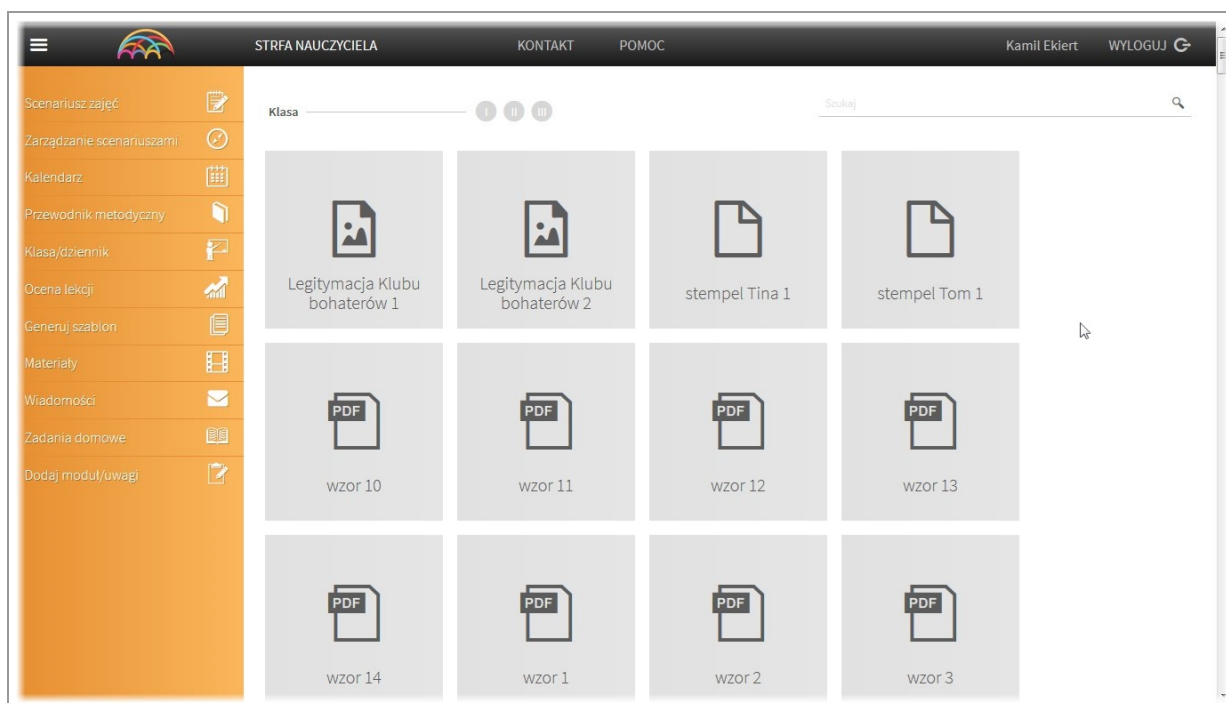 STRFA NAUCZYCIELA KONTAKT POMOC Kamil Ekiert WYLOGUJ
Scenariusz zajęć
Zarządzanie scenariuszami
Kalendarz
Przewodnik metodyczny
Klasa/dziennik
Ocena lekcji
Generuj szablon
Materiały
Wiadomości
Zadania domowe
Dodaj moduł/uwagi
Klasa I II III Szukaj
Legitymacja Klubu
bohaterów 1
Legitymacja Klubu
bohaterów 2
stempel Tina 1
stempel Tom 1
PDF PDF PDF PDF
wzor 10 wzor 11 wzor 12 wzor 13
PDF PDF PDF PDF
wzor 14 wzor 1 wzor 2 wzor 3